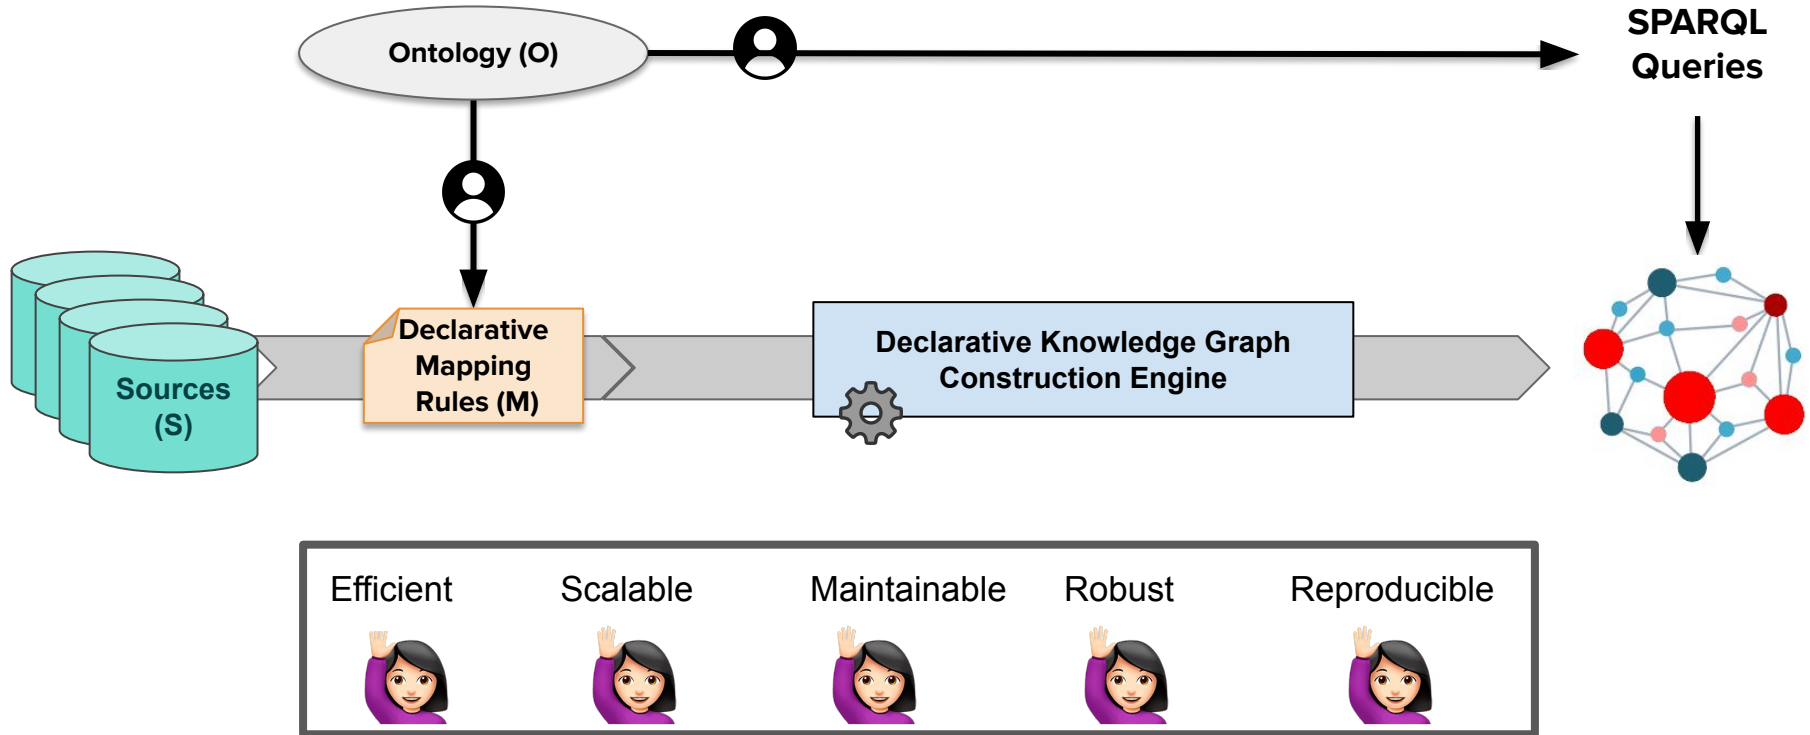 Ontology (O)
SPARQL
Queries
Sources
(S)
Declarative
Mapping
Rules (M)
Declarative Knowledge Graph
Construction Engine
Efficient
Scalable
Maintainable
Robust
Reproducible